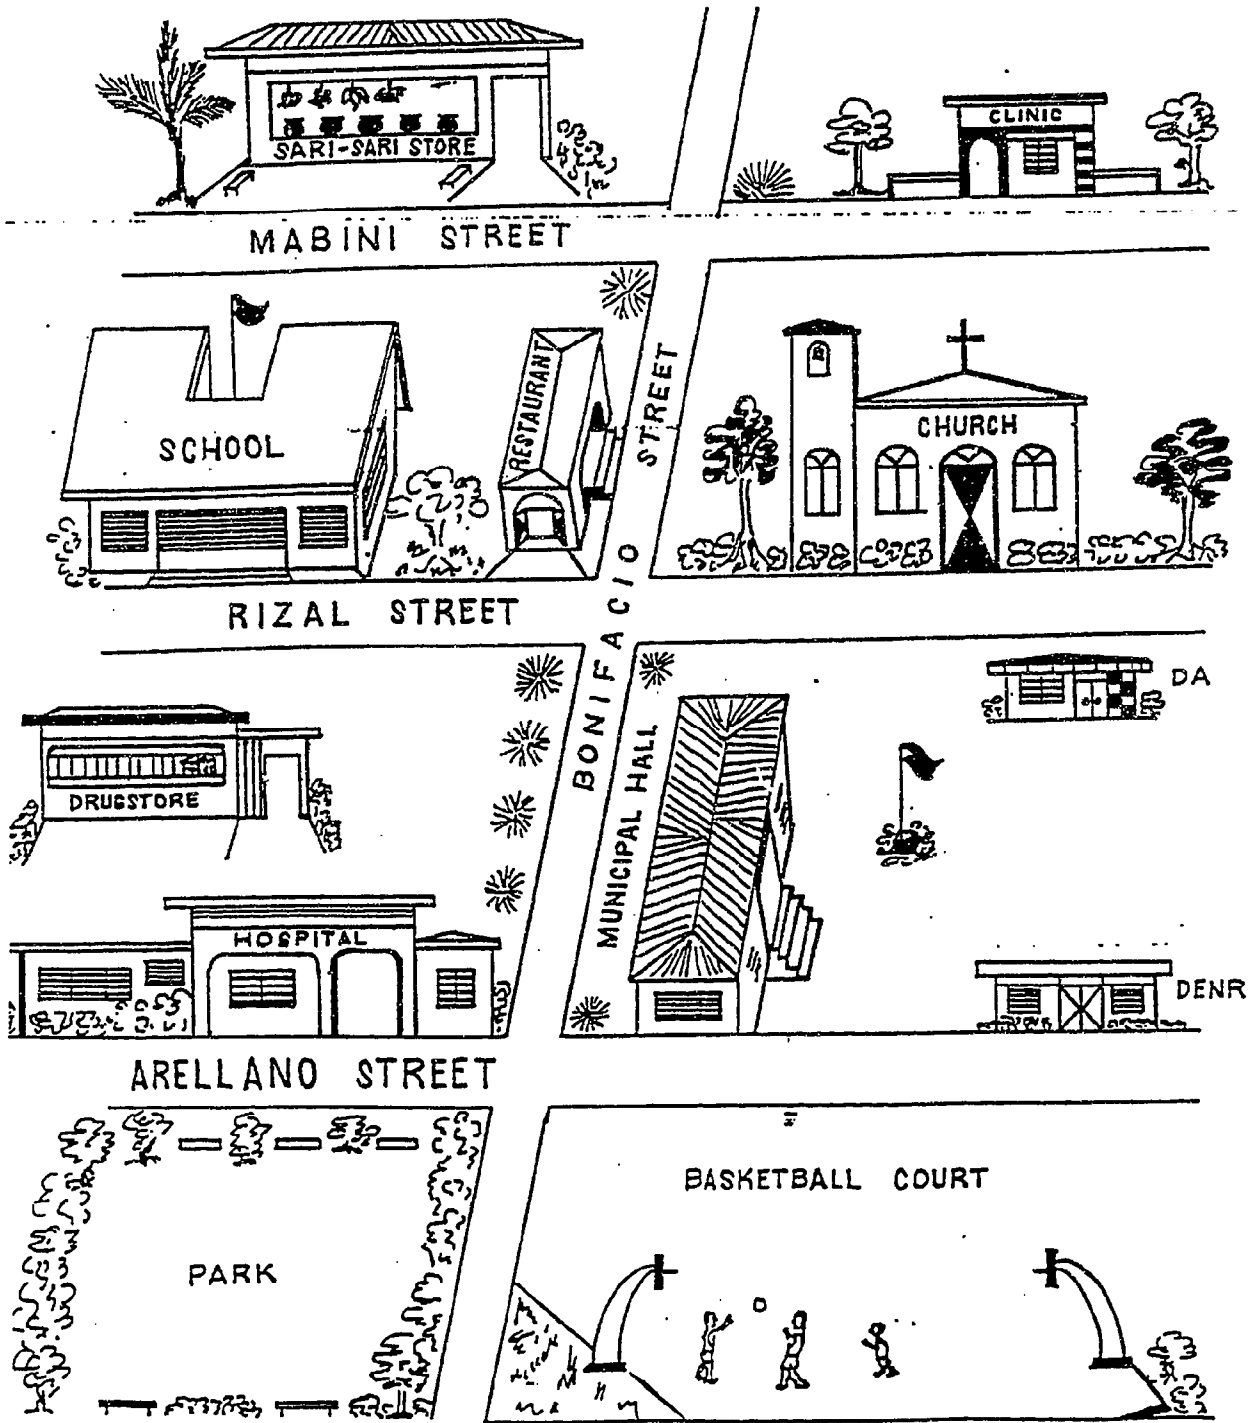 CLINIC
SARI-SARI STORE
MABINI STREET
RESTAURANT
STREET
CHURCH
SCHOOL
RIZAL STREET
BONIFACIO
DA
MUNICIPAL HALL
DRUGSTORE
HOSPITAL
DENR
ARELLANO STREET
BASKETBALL COURT
PARK